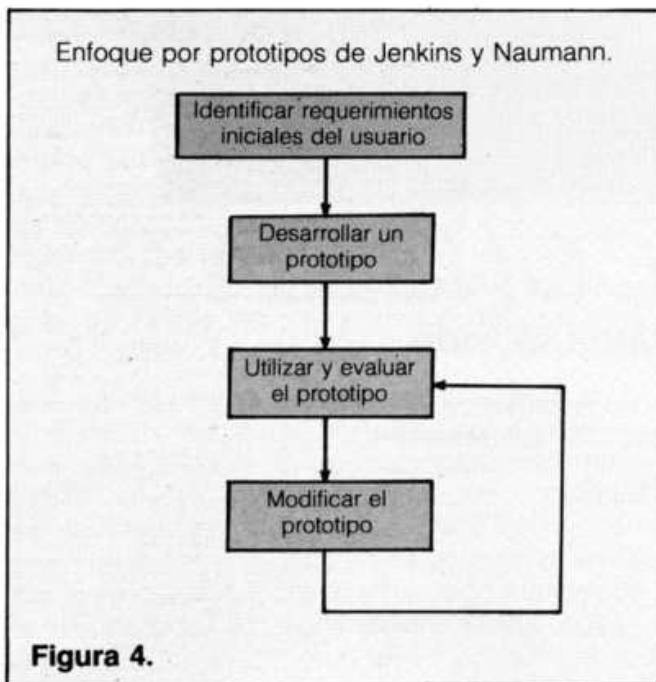 Enfoque por prototipos de Jenkins y Naumann.
Identificar requerimientos
iniciales del usuario
Desarrollar un
prototipo
Utilizar y evaluar
el prototipo
Modificar el
prototipo
Figura 4.